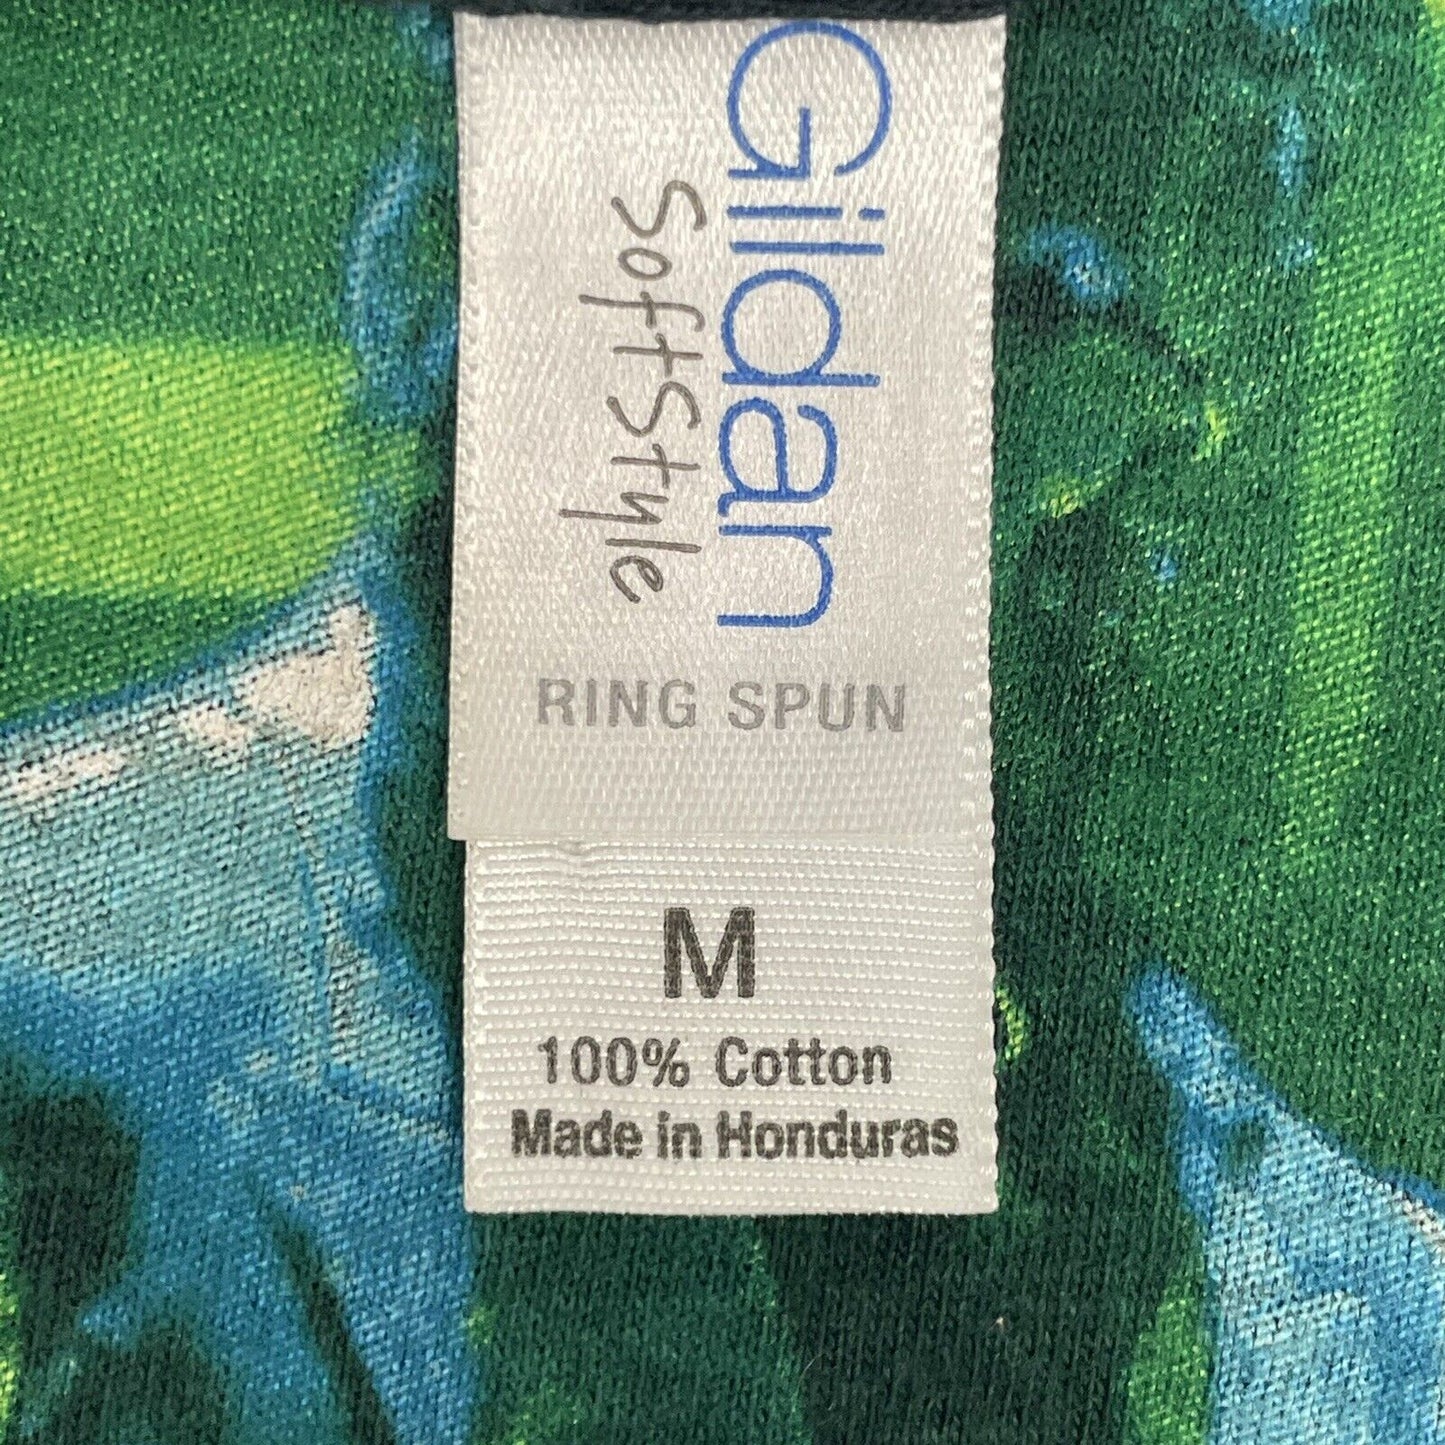 Gildan
SoftStyle
RING SPUN
M
100% Cotton
Made in Honduras